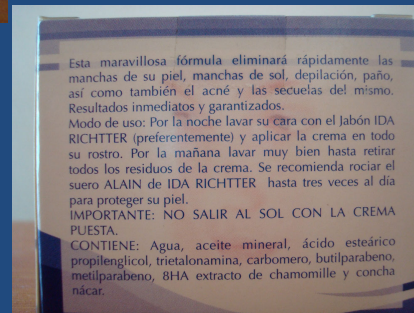 Esta maravillosa fórmula eliminará rápidamente las
manchas de su piel, manchas de sol, depilación, paño,
así como también el acné y las secuelas del mismo.
Resultados inmediatos y garantizados.
Modo de uso: Por la noche lavar su cara con el Jabón IDA
RICHTTER (preferentemente) y aplicar la crema en todo
su rostro. Por la mañana lavar muy bien hasta retirar
todos los residuos de la crema. Se recomienda rociar el
suero ALAIN de IDA RICHTTER hasta tres veces al día
para proteger su piel.
IMPORTANTE: NO SALIR AL SOL CON LA CREMA
PUESTA.
CONTIENE: Agua, aceite mineral, ácido esteárico
propilenglicol, trietalonamina, carbomero, butilparabeno,
metilparabeno, 8HA extracto de chamomille y concha
nácar.